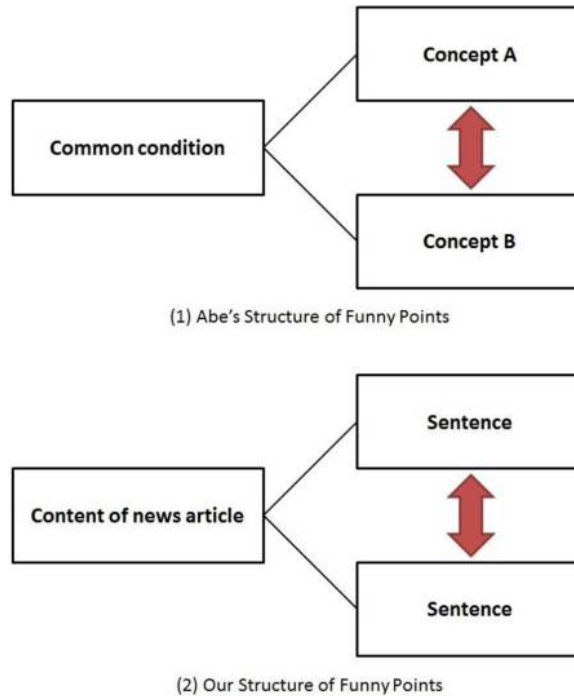 Concept A
Common condition
Concept B
(1) Abe's Structure of Funny Points
Sentence
Content of news article
Sentence
(2) Our Structure of Funny Points